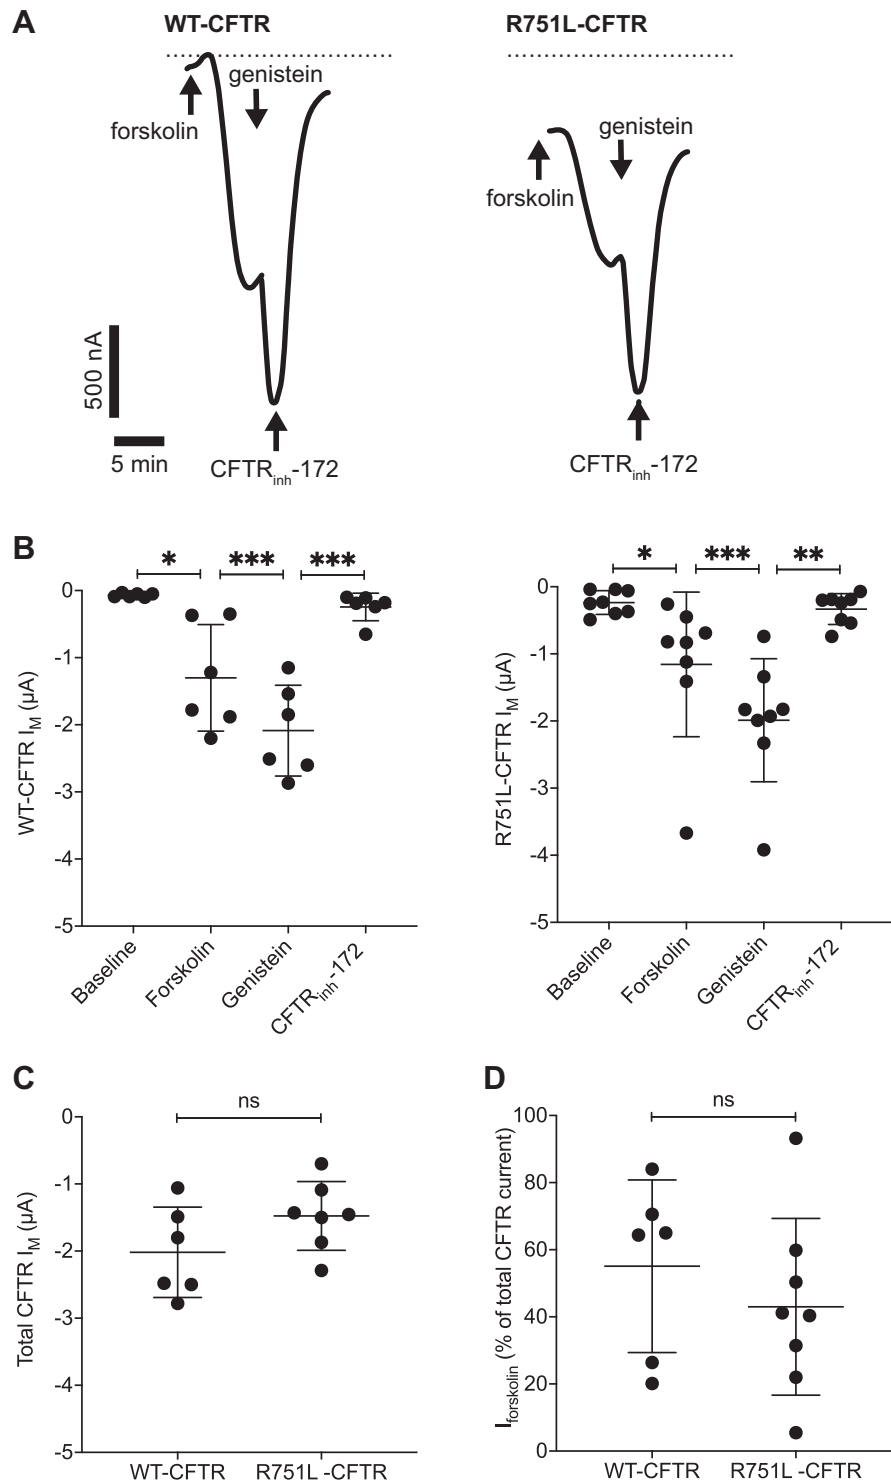 A
WT-CFTR
R751L-CFTR
genistein
forskolin
genistein
forskolin
500 nA
5 min
CFTRinh-172
CFTRinh-172
B
* *** ***
* *** **
WT-CFTR IM (µA)
0
-1
-2
-3
-4
-5
Baseline
Forskolin
Genistein
CFTRinh-172
R751L-CFTR IM (µA)
0
-1
-2
-3
-4
-5
Baseline
Forskolin
Genistein
CFTRinh-172
C
ns
Total CFTR IM (µA)
0
-1
-2
-3
-4
-5
WT-CFTR
R751L -CFTR
D
ns
Iforskolin (% of total CFTR current)
100
80
60
40
20
0
WT-CFTR
R751L -CFTR